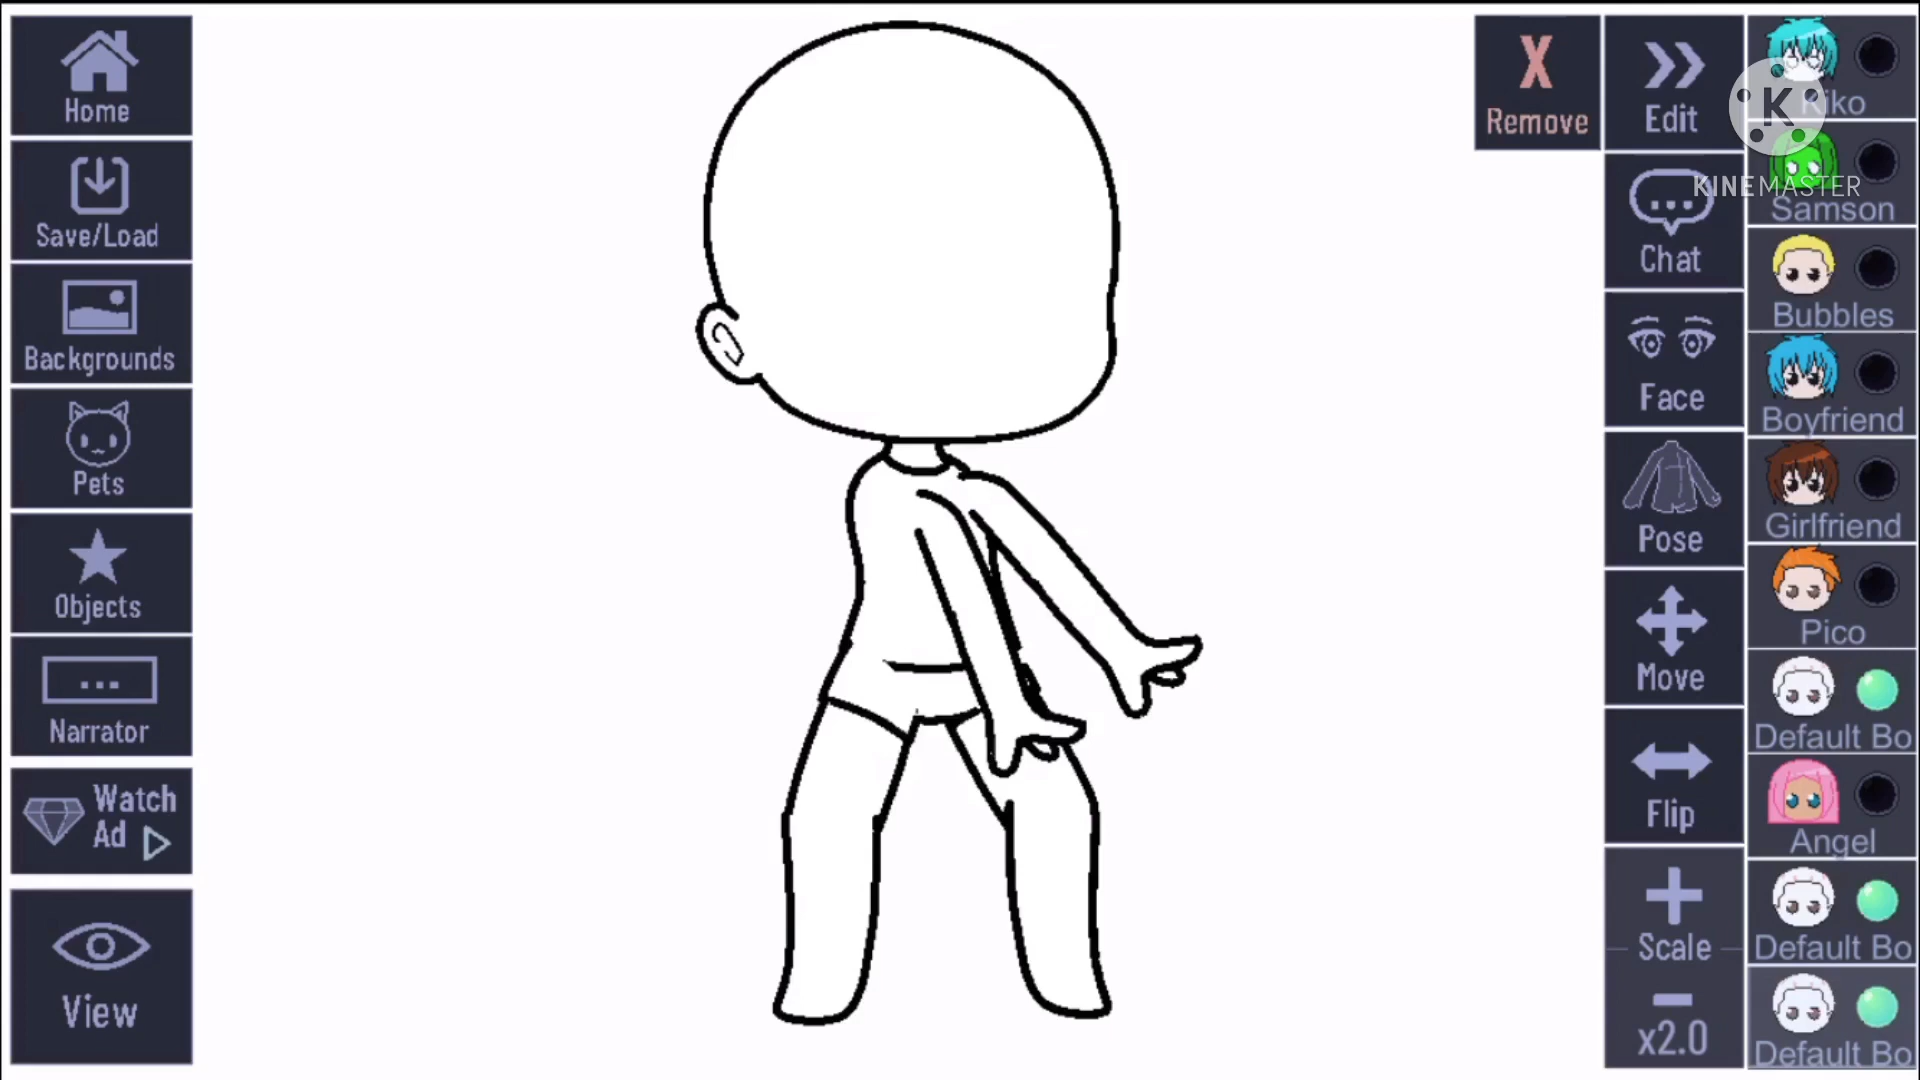 Home
Save/Load
Backgrounds
Pets
Objects
...
Narrator
Watch
Ad
View
X
Remove
Edit
...
Chat
Face
Pose
Move
Flip
Scale
x2.0
K
KINEMASTER
Kiko
Samson
Bubbles
Boyfriend
Girlfriend
Pico
Default Bo
Angel
Default Bo
Default Bo